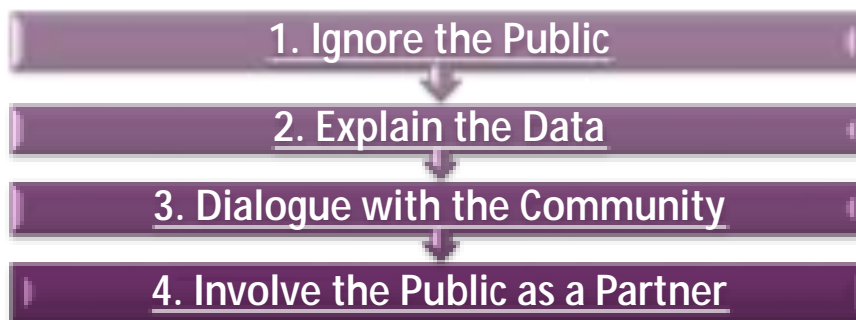 1. Ignore the Public
2. Explain the Data
3. Dialogue with the Community
4. Involve the Public as a Partner